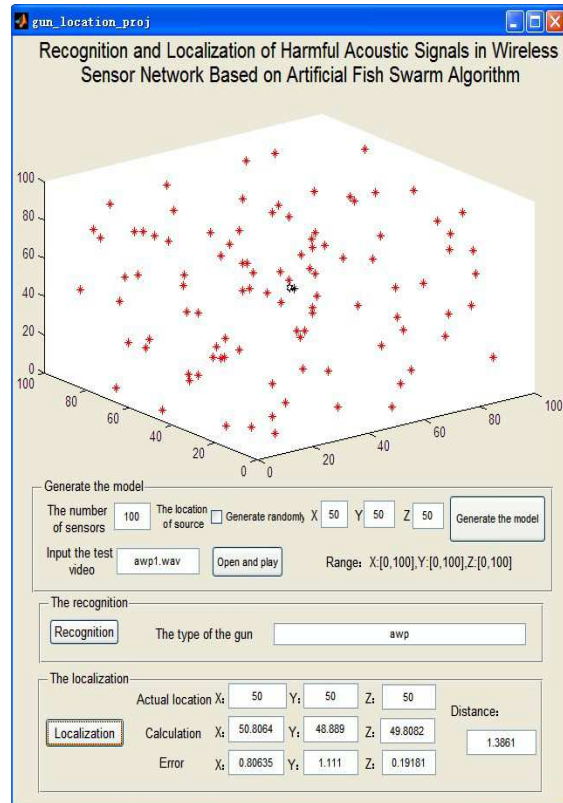 gun_location_proj
Recognition and Localization of Harmful Acoustic Signals in Wireless
Sensor Network Based on Artificial Fish Swarm Algorithm
100
80
60
40
20
0
100
80
60
40
20
0
0
20
40
60
80
100
Generate the model
The number of sensors 100 The location of source Generate randomly X 50 Y 50 Z 50 Generate the model
Input the test video awp1.wav Open and play Range: X:[0,100],Y:[0,100],Z:[0,100]
The recognition
Recognition The type of the gun awp
The localization
Actual location X: 50 Y: 50 Z: 50
Distance:
Localization Calculation X: 50.8064 Y: 48.889 Z: 49.8082 1.3861
Error X: 0.80635 Y: 1.111 Z: 0.19181